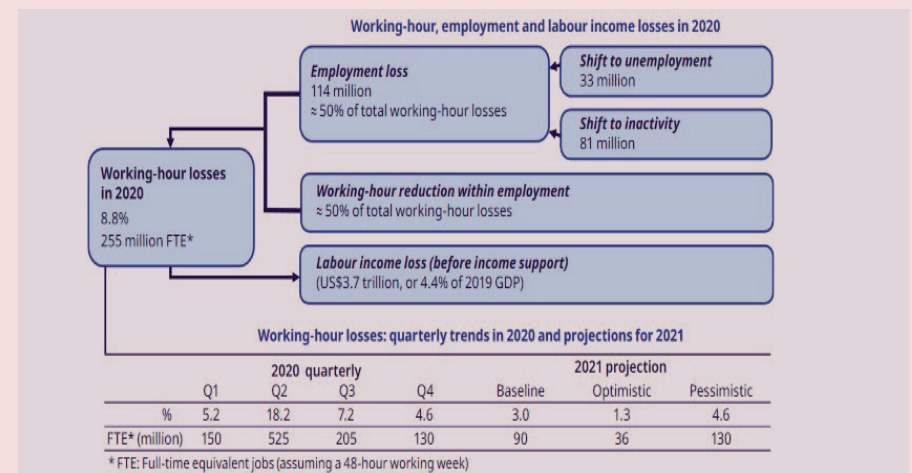 Working-hour, employment and labour income losses in 2020
Employment loss
114 million
≈ 50% of total working-hour losses
Shift to unemployment
33 million
Shift to inactivity
81 million
Working-hour losses
in 2020
8.8%
255 million FTE*
Working-hour reduction within employment
≈ 50% of total working-hour losses
Labour income loss (before income support)
(US$3.7 trillion, or 4.4% of 2019 GDP)
Working-hour losses: quarterly trends in 2020 and projections for 2021
2020 quarterly 2021 projection
Q1 Q2 Q3 Q4 Baseline Optimistic Pessimistic
% 5.2 18.2 7.2 4.6 3.0 1.3 4.6
FTE* (million) 150 525 205 130 90 36 130
* FTE: Full-time equivalent jobs (assuming a 48-hour working week)